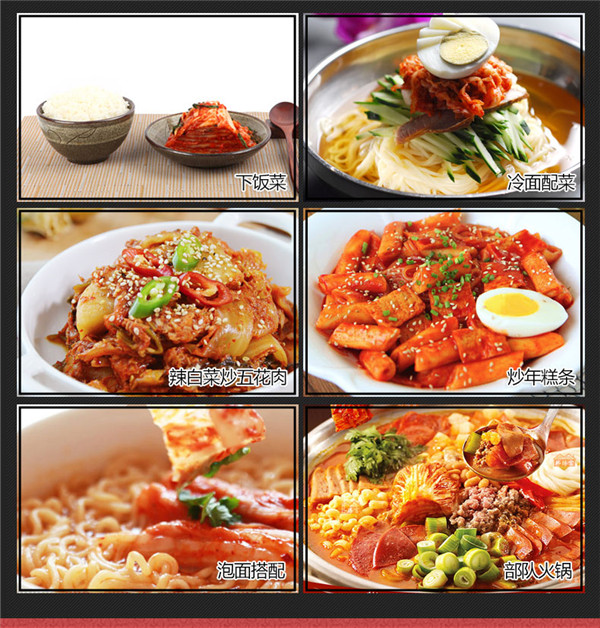 下饭菜
冷面配菜
辣白菜炒五花肉
炒年糕条
泡面搭配
部队火锅